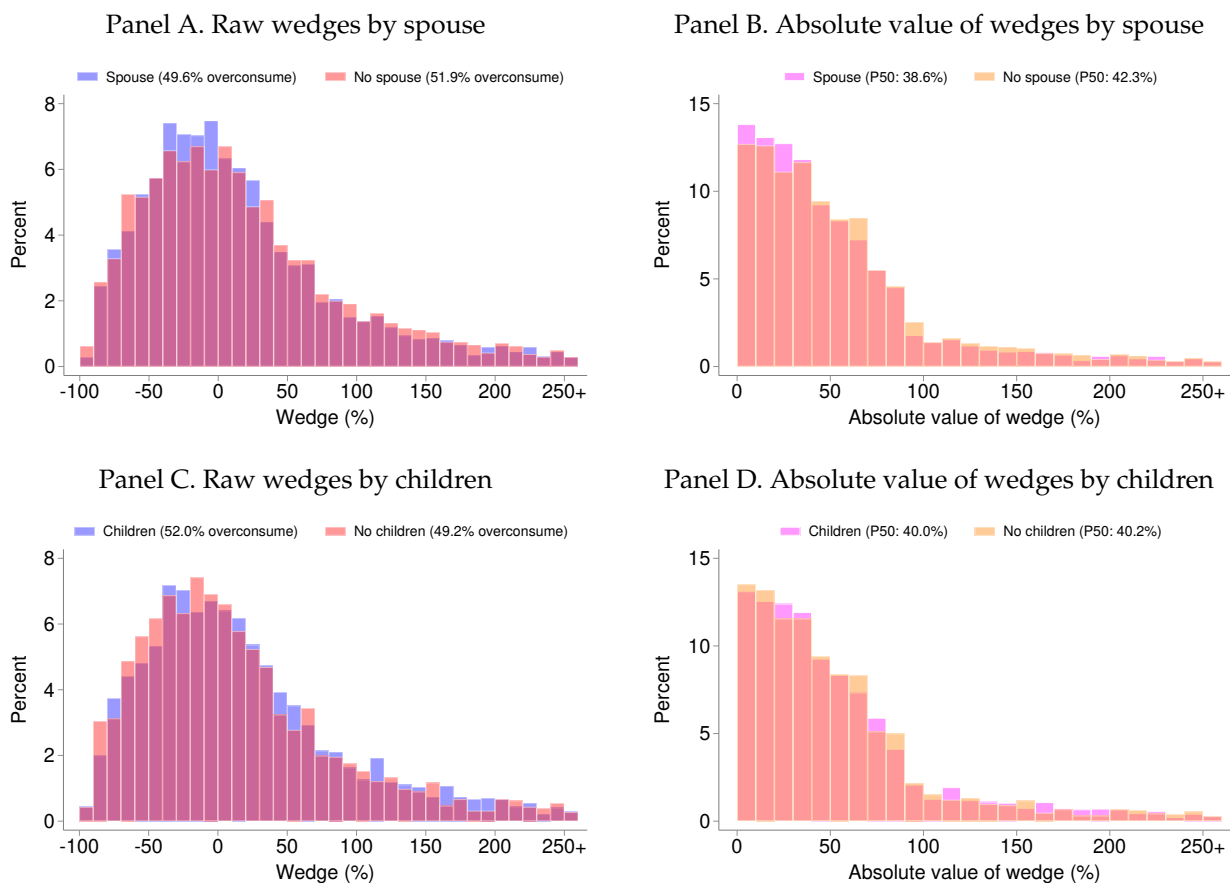 Panel A. Raw wedges by spouse
Spouse (49.6% overconsume) No spouse (51.9% overconsume)
8
6
4
2
0
Percent
-100 -50 0 50 100 150 200 250+
Wedge (%)
Panel B. Absolute value of wedges by spouse
Spouse (P50: 38.6%) No spouse (P50: 42.3%)
15
10
5
0
Percent
0 50 100 150 200 250+
Absolute value of wedge (%)
Panel C. Raw wedges by children
Children (52.0% overconsume) No children (49.2% overconsume)
8
6
4
2
0
Percent
-100 -50 0 50 100 150 200 250+
Wedge (%)
Panel D. Absolute value of wedges by children
Children (P50: 40.0%) No children (P50: 40.2%)
15
10
5
0
Percent
0 50 100 150 200 250+
Absolute value of wedge (%)